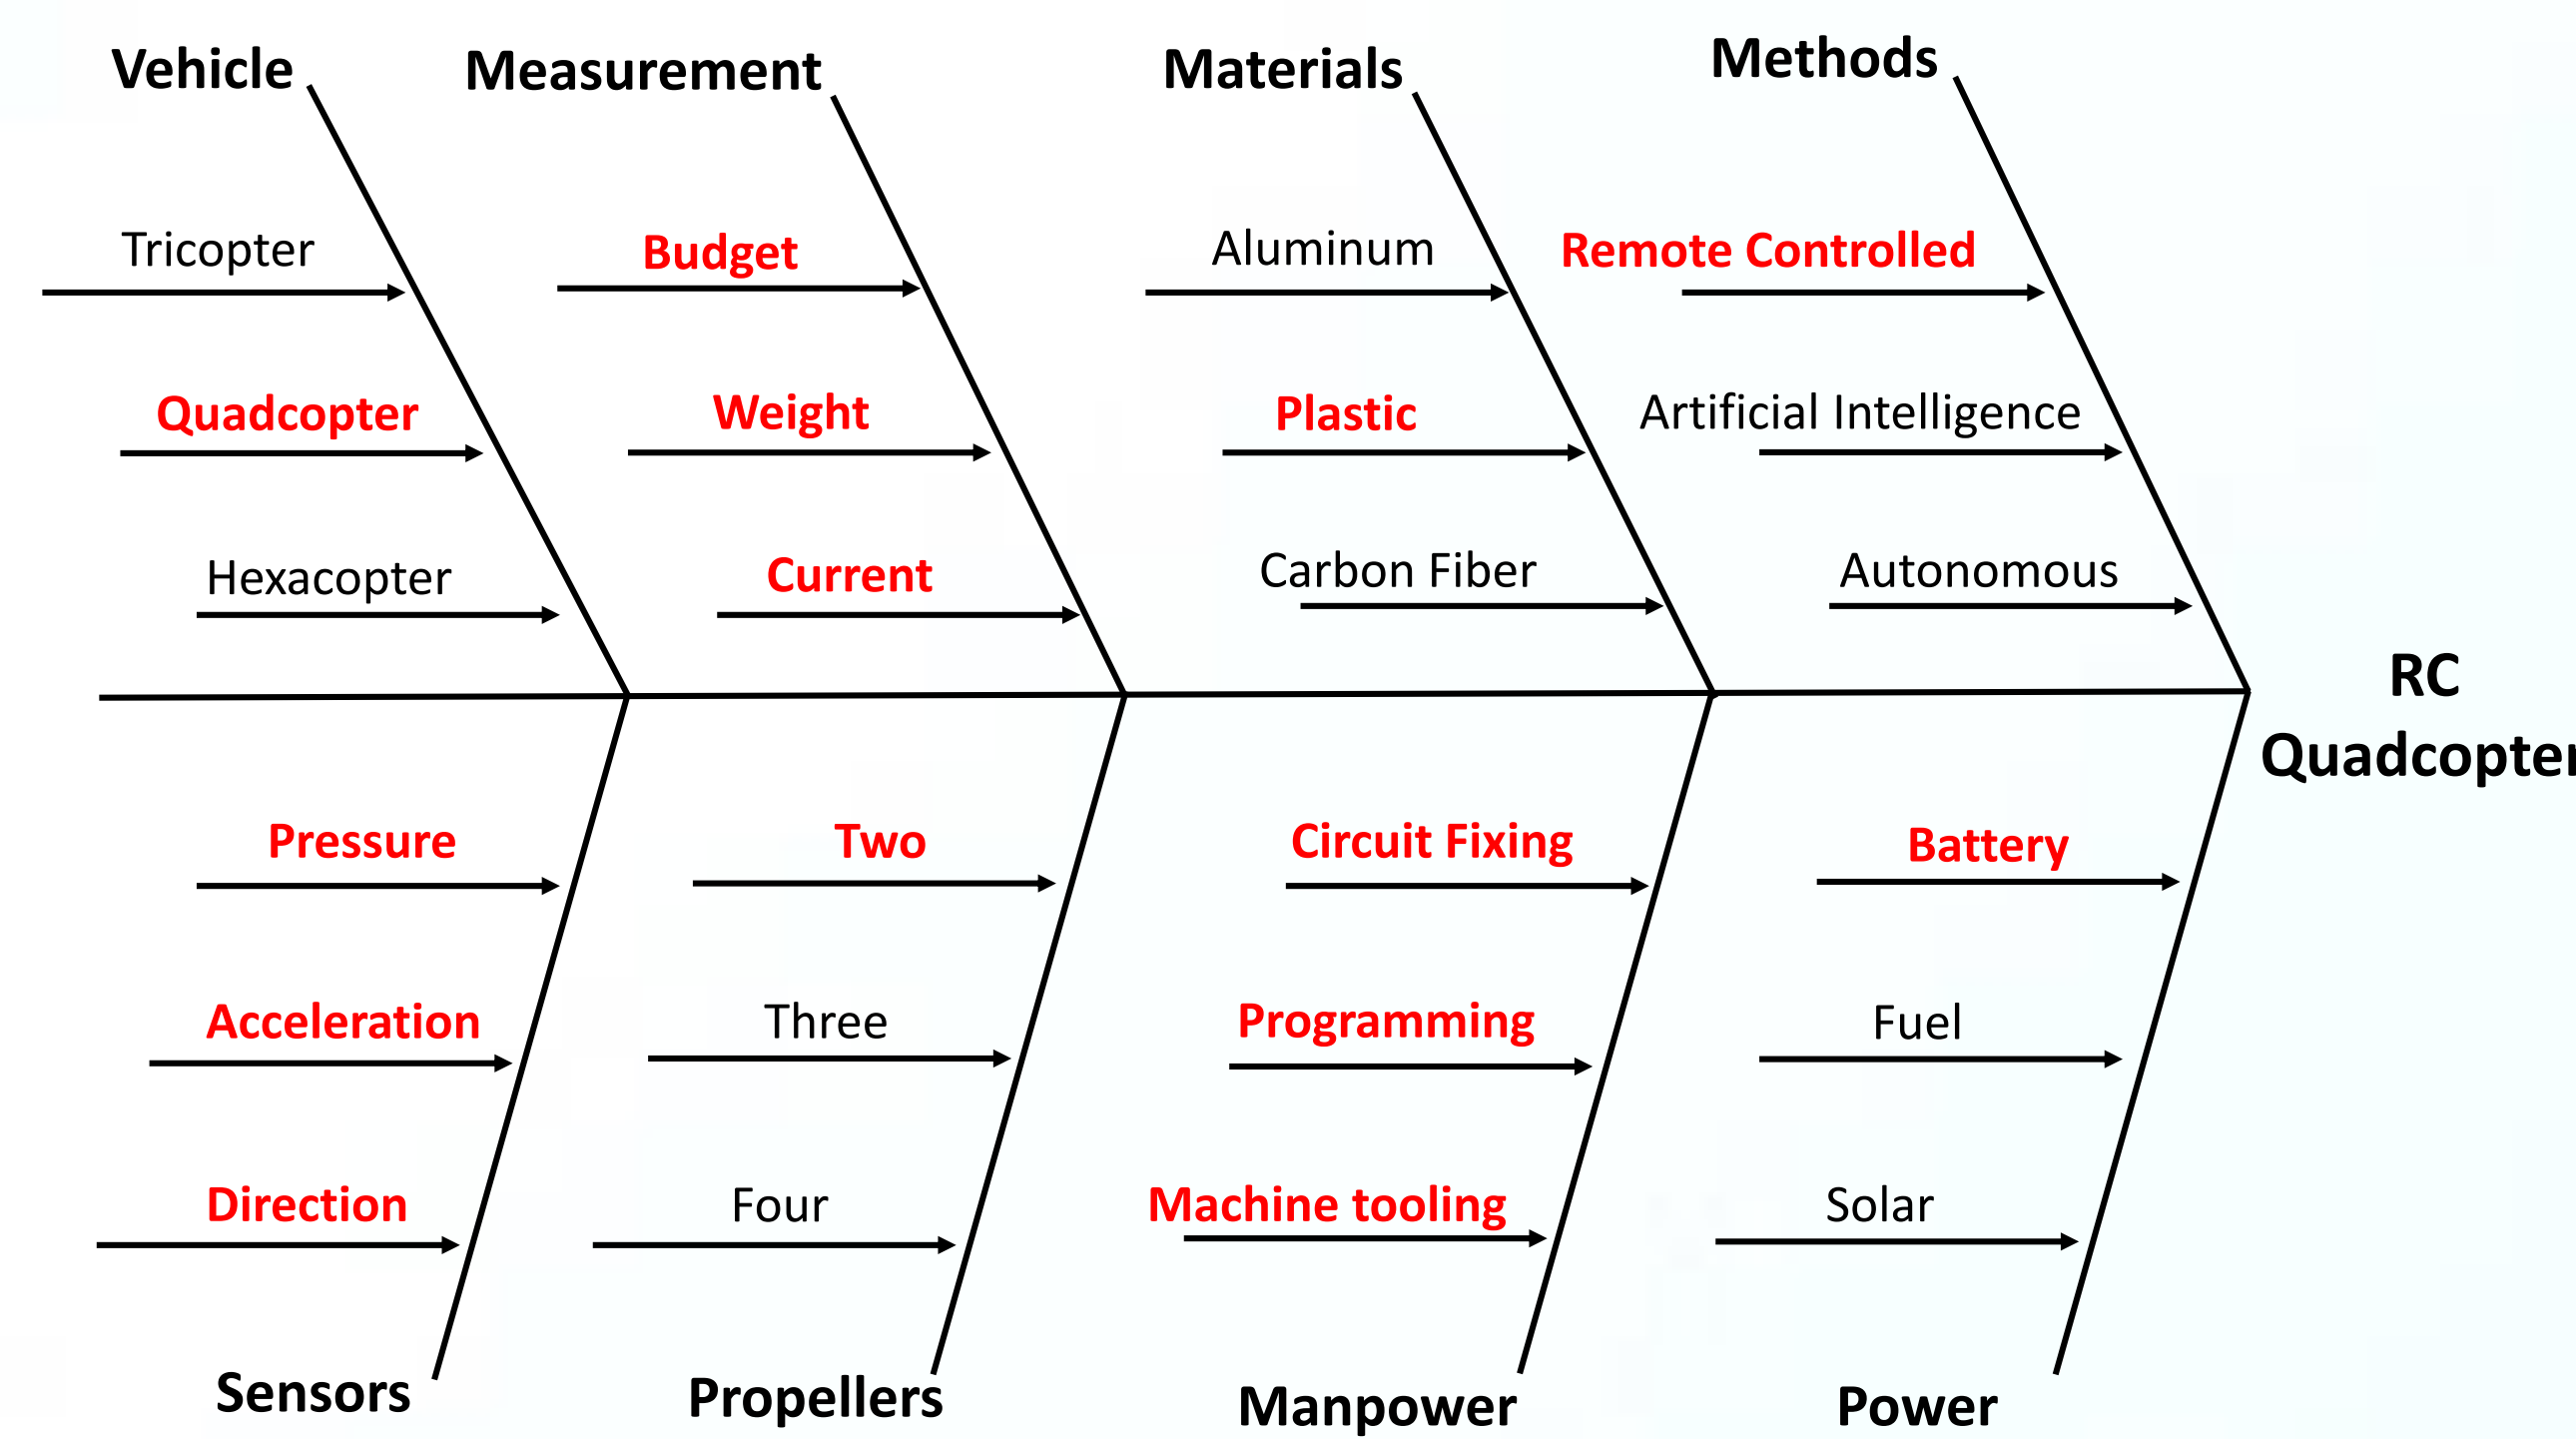 Vehicle
Measurement
Materials
Methods
Tricopter
Budget
Aluminum
Remote Controlled
Quadcopter
Weight
Plastic
Artificial Intelligence
Hexacopter
Current
Carbon Fiber
Autonomous
RC
Quadcopter
Pressure
Two
Circuit Fixing
Battery
Acceleration
Three
Programming
Fuel
Direction
Four
Machine tooling
Solar
Sensors
Propellers
Manpower
Power